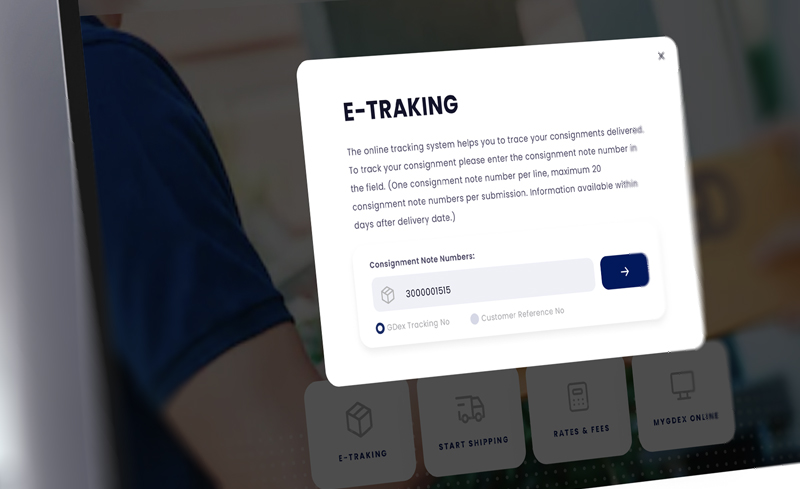 x
E-TRAKING
The online tracking system helps you to trace your consignments delivered.
To track your consignment please enter the consignment note number in
the field. (One consignment note number per line, maximum 20
consignment note numbers per submission. Information available within
days after delivery date.)
Consignment Note Numbers:
3000001515
GDex Tracking No
Customer Reference No
E-TRAKING
START SHIPPING
RATES & FEES
MYGDEX ONLINE